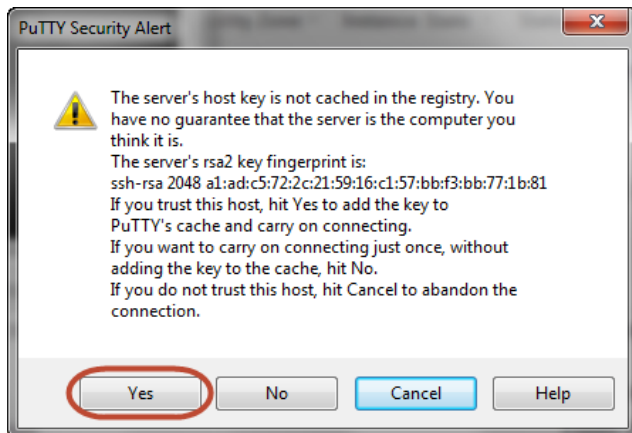 PuTTY Security Alert
The server's host key is not cached in the registry. You
have no guarantee that the server is the computer you
think it is.
The server's rsa2 key fingerprint is:
ssh-rsa 2048 a1:ad:c5:72:2c:21:59:16:c1:57:bb:f3:bb:77:1b:81
If you trust this host, hit Yes to add the key to
PuTTY's cache and carry on connecting.
If you want to carry on connecting just once, without
adding the key to the cache, hit No.
If you do not trust this host, hit Cancel to abandon the
connection.
Yes No Cancel Help